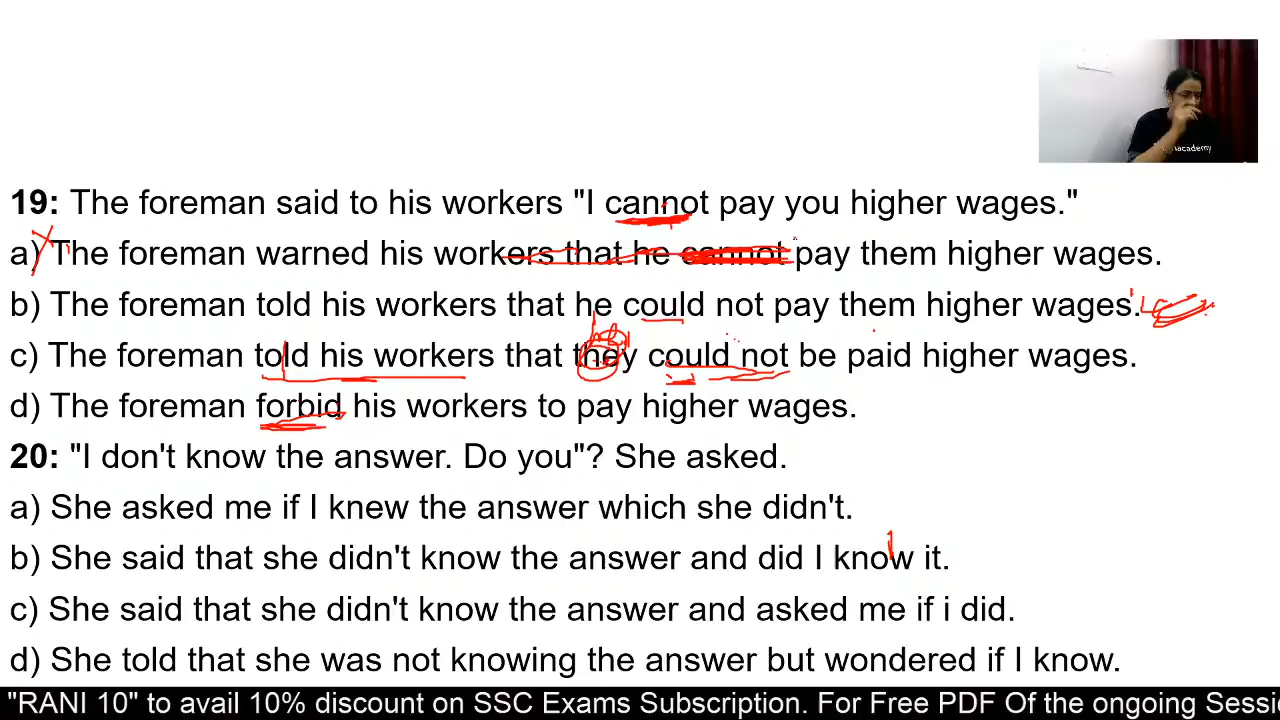 19: The foreman said to his workers "I cannot pay you higher wages."
a) The foreman warned his workers that he cannot pay them higher wages.
b) The foreman told his workers that he could not pay them higher wages.
c) The foreman told his workers that they could not be paid higher wages.
d) The foreman forbid his workers to pay higher wages.
20: "I don't know the answer. Do you"? She asked.
a) She asked me if I knew the answer which she didn't.
b) She said that she didn't know the answer and did I know it.
c) She said that she didn't know the answer and asked me if i did.
d) She told that she was not knowing the answer but wondered if I know.
"RANI 10" to avail 10% discount on SSC Exams Subscription. For Free PDF Of the ongoing Sessi